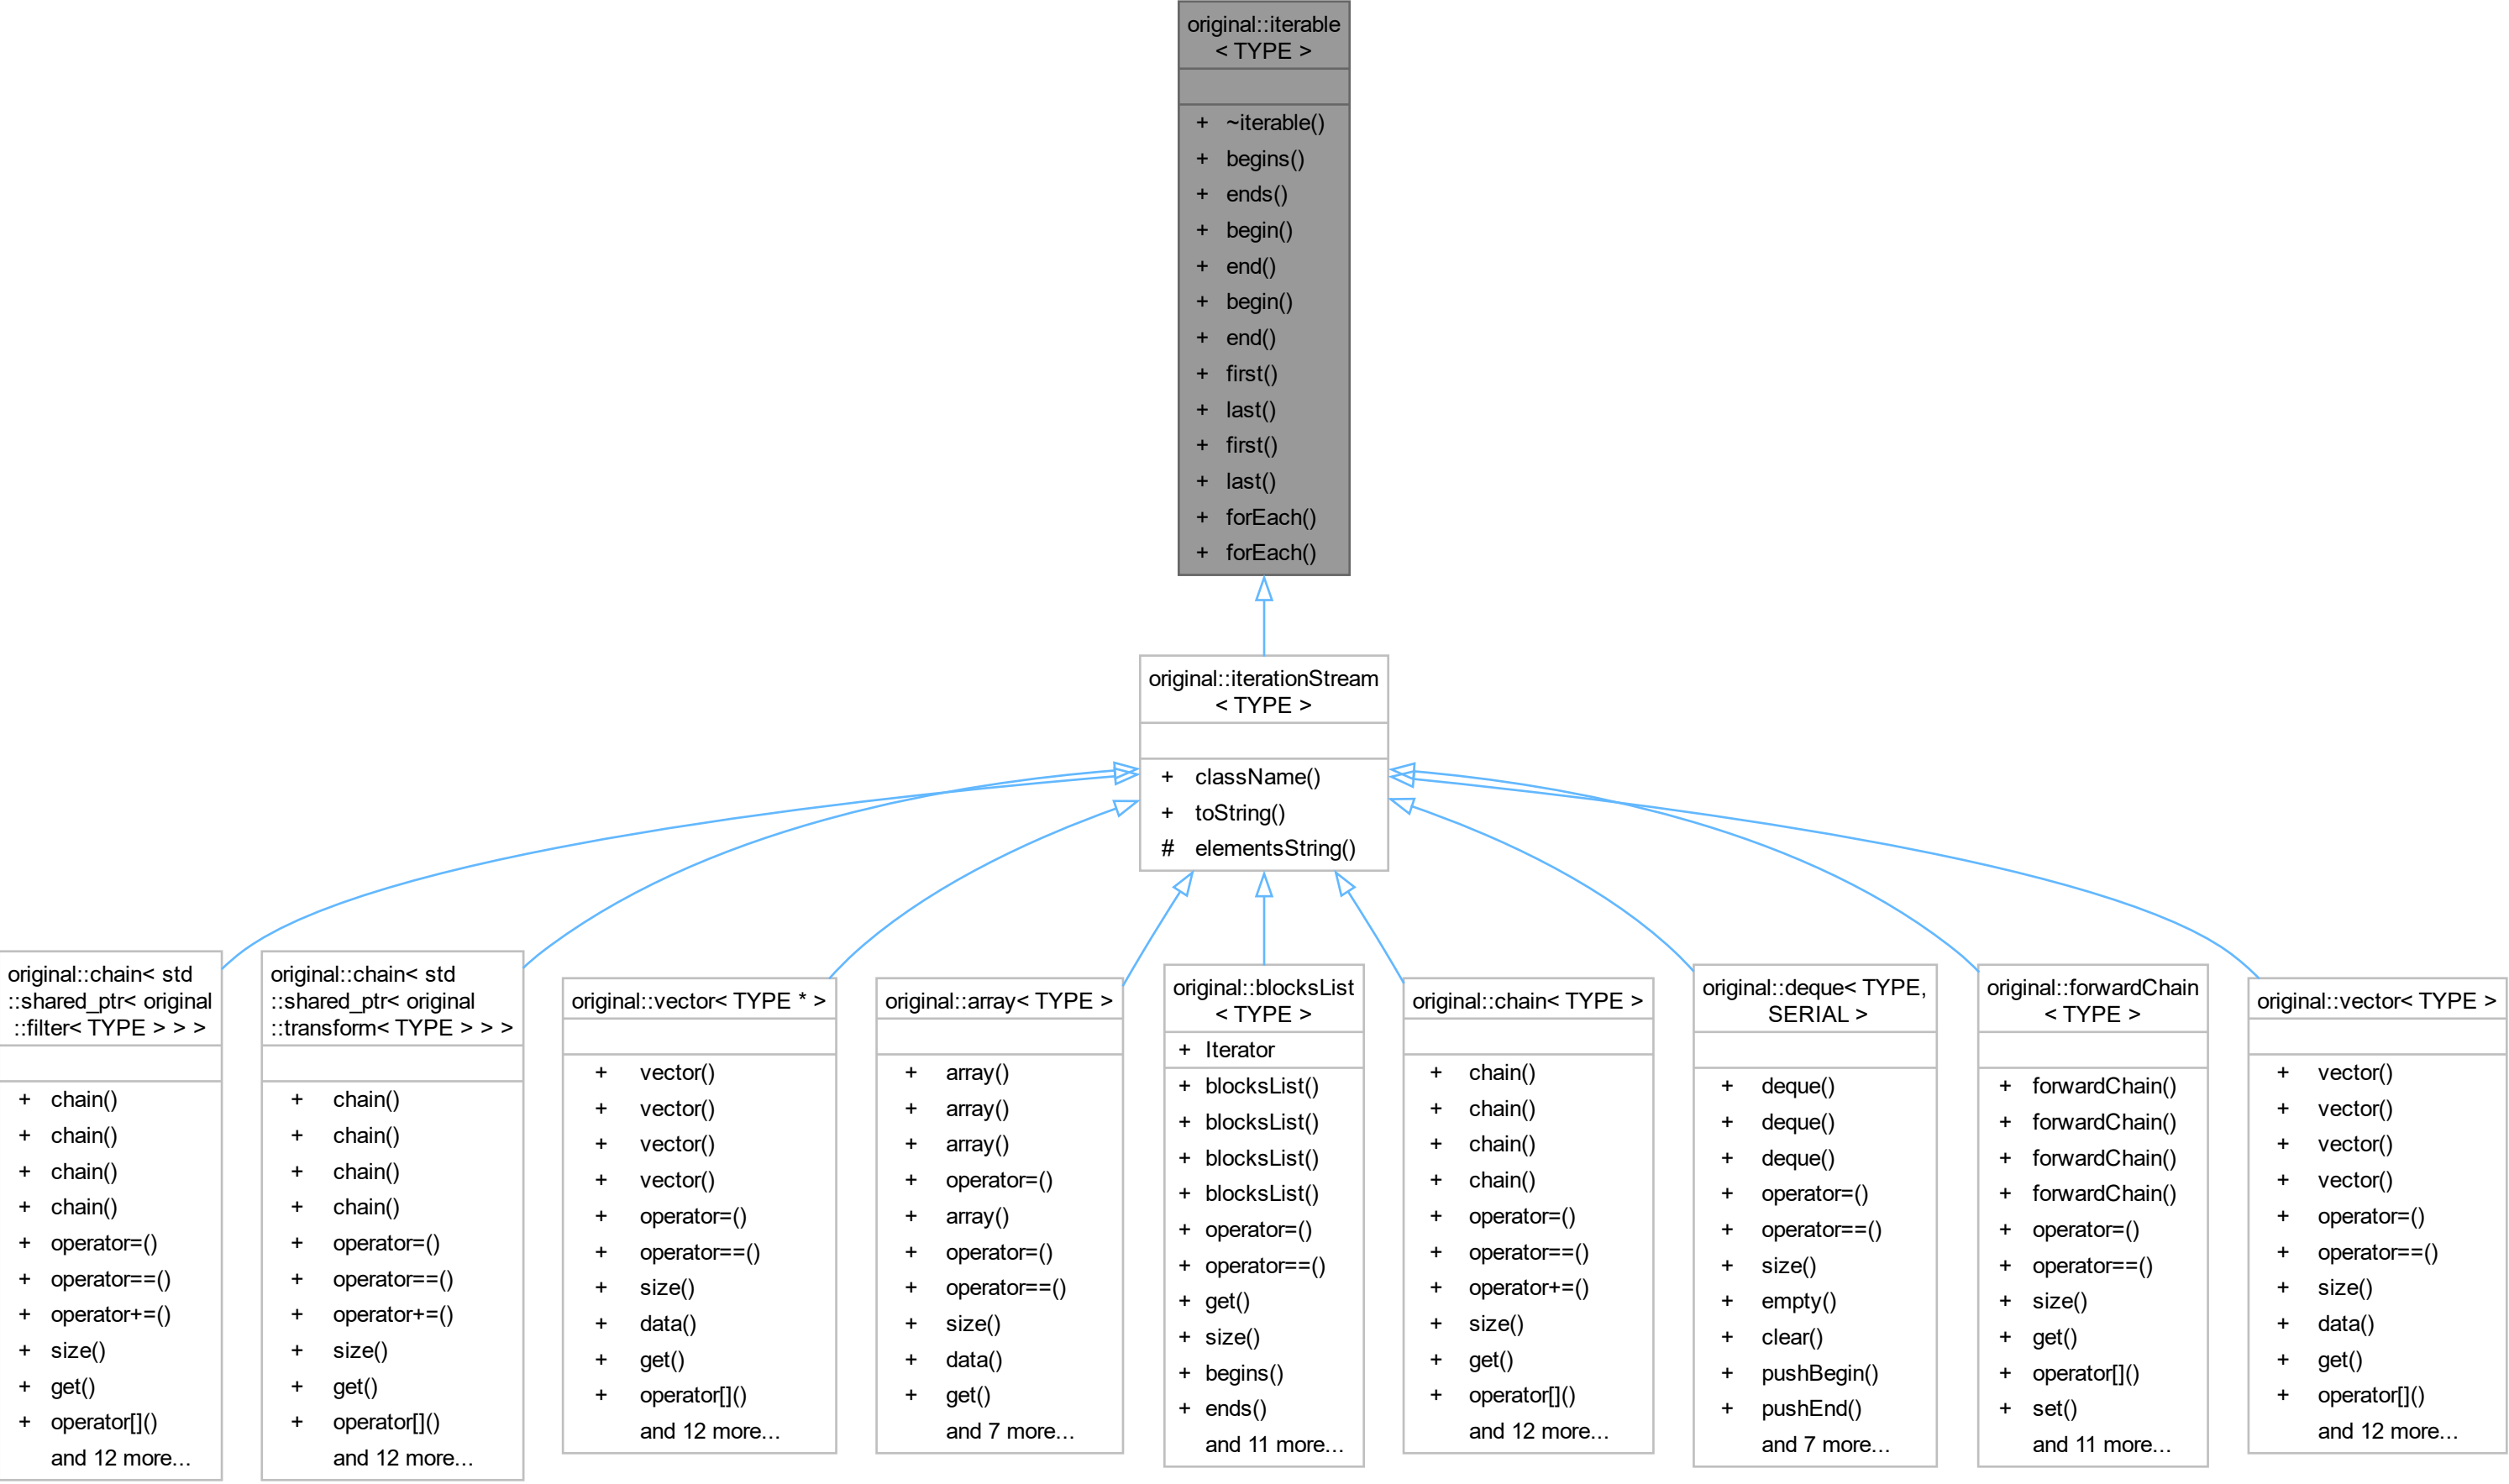 original::iterable
< TYPE >
+ ~iterable()
+ begins()
+ ends()
+ begin()
+ end()
+ begin()
+ end()
+ first()
+ last()
+ first()
+ last()
+ forEach()
+ forEach()
original::iterationStream
< TYPE >
+ className()
+ toString()
# elementsString()
original::chain< std
::shared_ptr< original
::filter< TYPE > > >
+ chain()
+ chain()
+ chain()
+ chain()
+ operator=()
+ operator==()
+ operator+=()
+ size()
+ get()
+ operator[]()
and 12 more...
original::chain< std
::shared_ptr< original
::transform< TYPE > > >
+ chain()
+ chain()
+ chain()
+ chain()
+ operator=()
+ operator==()
+ operator+=()
+ size()
+ get()
+ operator[]()
and 12 more...
original::vector< TYPE * >
+ vector()
+ vector()
+ vector()
+ vector()
+ operator=()
+ operator==()
+ size()
+ data()
+ get()
+ operator[]()
and 12 more...
original::array< TYPE >
+ array()
+ array()
+ array()
+ operator=()
+ array()
+ operator=()
+ operator==()
+ size()
+ data()
+ get()
and 7 more...
original::blocksList
< TYPE >
+ Iterator
+ blocksList()
+ blocksList()
+ blocksList()
+ blocksList()
+ operator=()
+ operator==()
+ get()
+ size()
+ begins()
+ ends()
and 11 more...
original::chain< TYPE >
+ chain()
+ chain()
+ chain()
+ chain()
+ operator=()
+ operator==()
+ operator+=()
+ size()
+ get()
+ operator[]()
and 12 more...
original::deque< TYPE,
SERIAL >
+ deque()
+ deque()
+ deque()
+ operator=()
+ operator==()
+ size()
+ empty()
+ clear()
+ pushBegin()
+ pushEnd()
and 7 more...
original::forwardChain
< TYPE >
+ forwardChain()
+ forwardChain()
+ forwardChain()
+ forwardChain()
+ operator=()
+ operator==()
+ size()
+ get()
+ operator[]()
+ set()
and 11 more...
original::vector< TYPE >
+ vector()
+ vector()
+ vector()
+ vector()
+ operator=()
+ operator==()
+ size()
+ data()
+ get()
+ operator[]()
and 12 more...